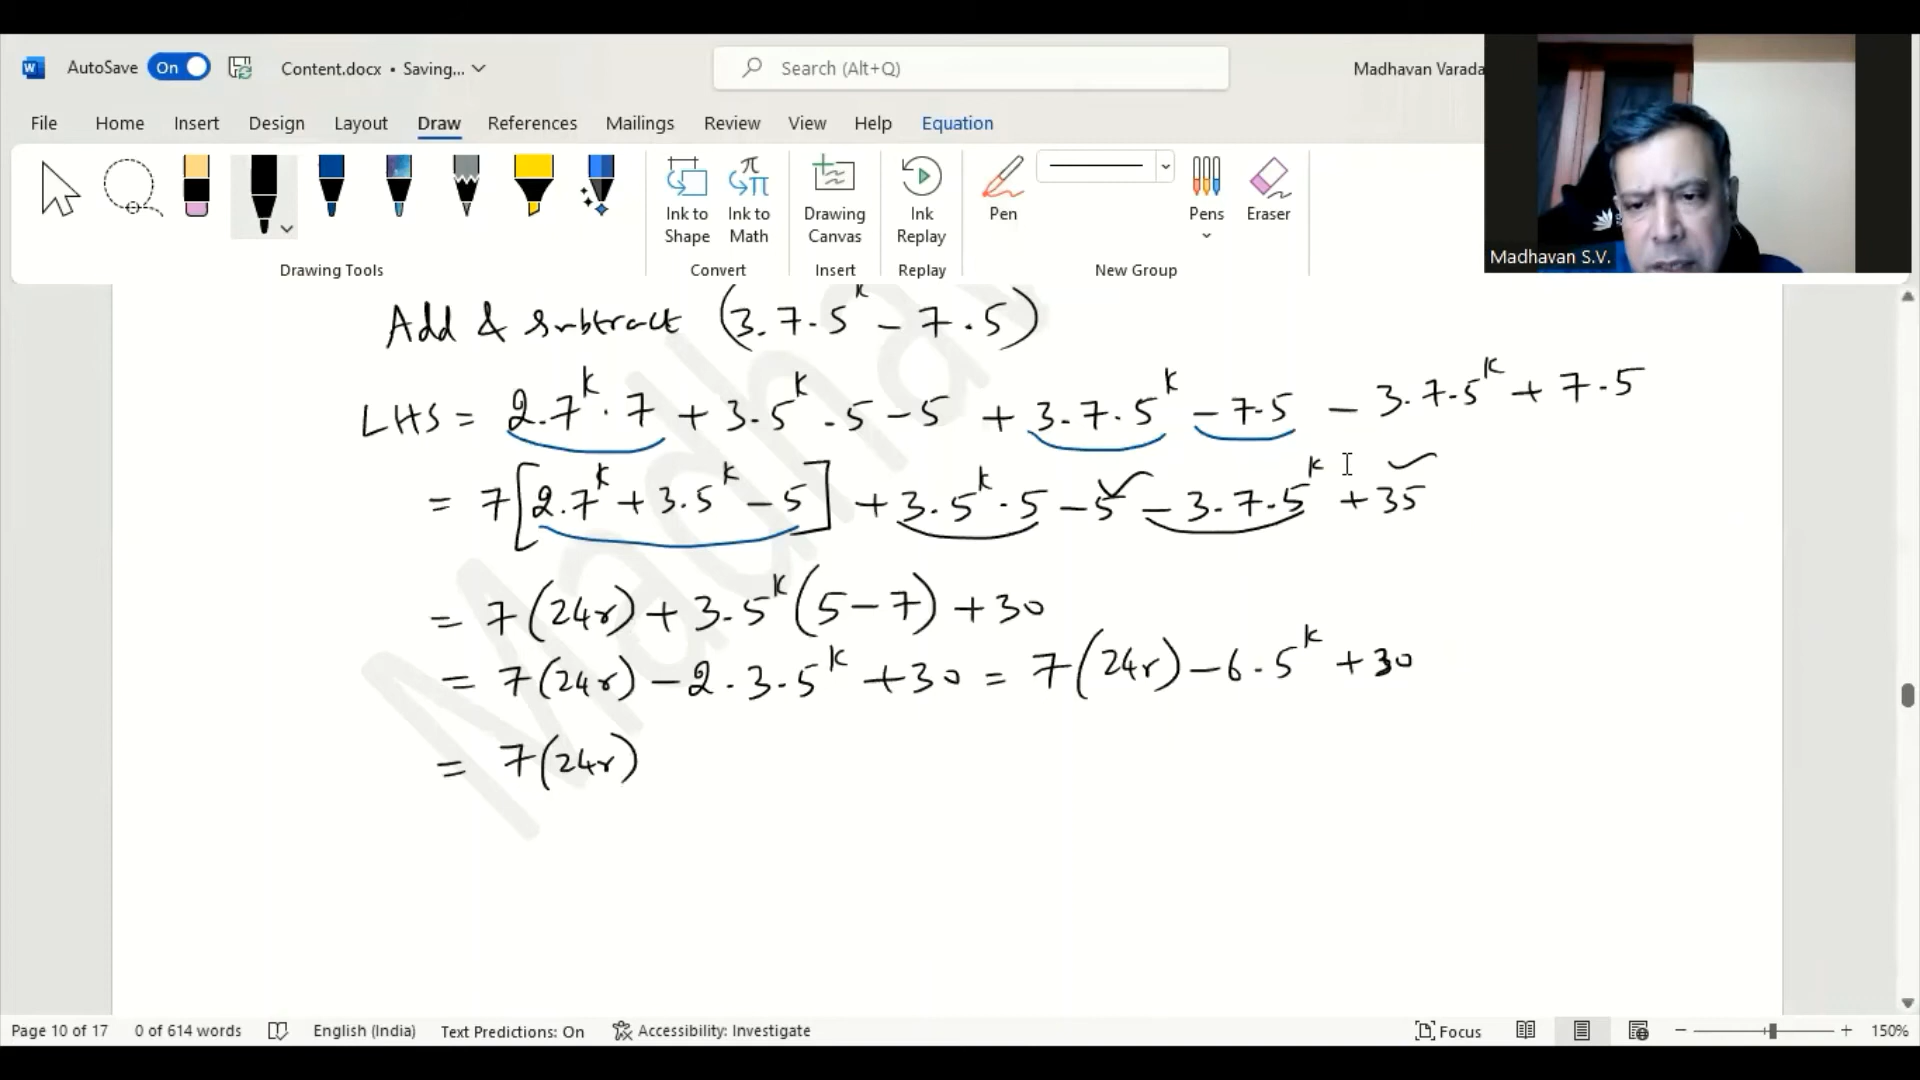 AutoSave On Content.docx • Saving... Search (Alt+Q) Madhavan Varada
File Home Insert Design Layout Draw References Mailings Review View Help Equation
Ink to Shape Ink to Math Drawing Canvas Ink Replay Pen Pens Eraser
Drawing Tools Convert Insert Replay New Group
Madhavan S.V.
Add & subtract (3.7.5^k - 7.5)
LHS = 2.7^k.7 + 3.5^k.5 - 5 + 3.7.5^k - 7.5 - 3.7.5^k + 7.5
= 7[2.7^k + 3.5^k - 5] + 3.5^k.5 - 5 - 3.7.5^k + 35
= 7(24r) + 3.5^k(5 - 7) + 30
= 7(24r) - 2.3.5^k + 30 = 7(24r) - 6.5^k + 30
= 7(24r)
Madha
Page 10 of 17 0 of 614 words English (India) Text Predictions: On Accessibility: Investigate Focus 150%